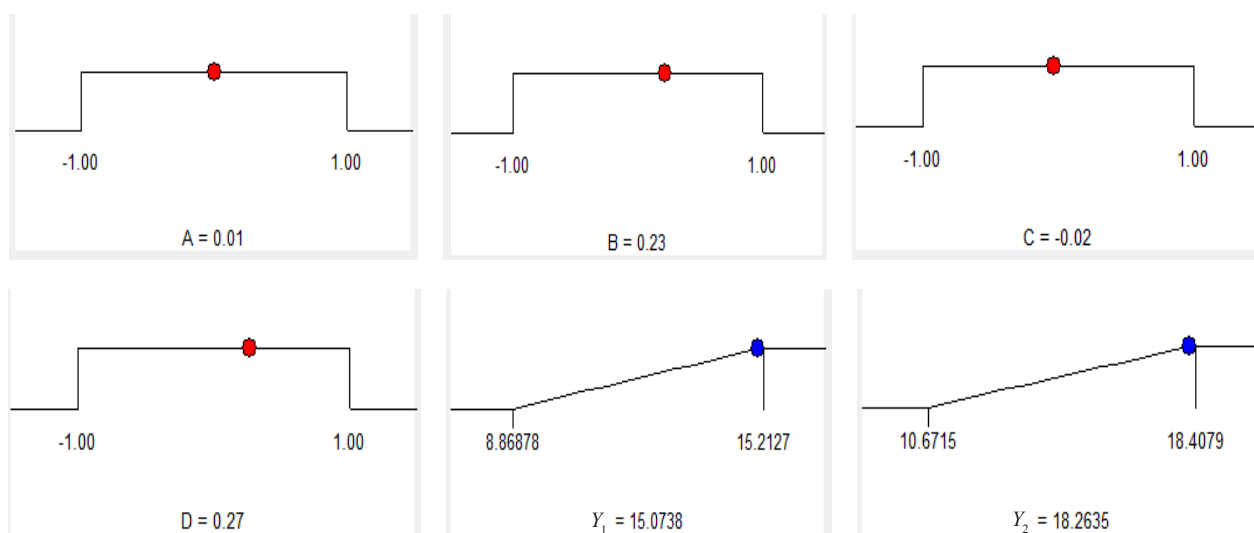 -1.00 1.00
A = 0.01
-1.00 1.00
B = 0.23
-1.00 1.00
C = -0.02
-1.00 1.00
D = 0.27
8.86878 15.2127
Y₁ = 15.0738
10.6715 18.4079
Y₂ = 18.2635